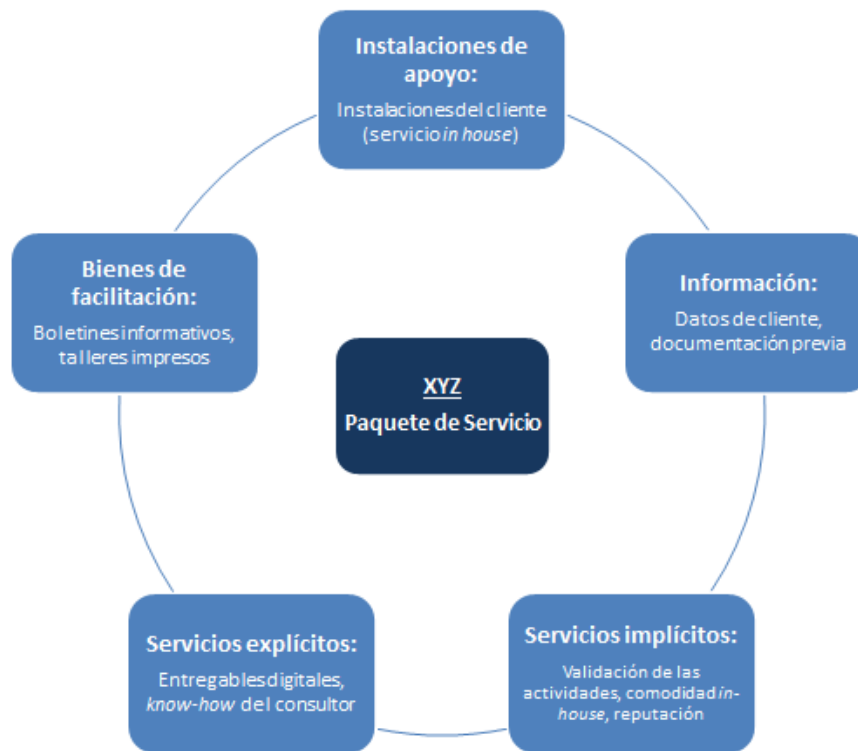 Instalaciones de
apoyo:
Instalaciones del cliente
(servicio in house)
Bienes de
facilitación:
Boletines informativos,
talleres impresos
Información:
Datos de cliente,
documentación previa
XYZ
Paquete de Servicio
Servicios explícitos:
Entregables digitales,
know-how del consultor
Servicios implícitos:
Validación de las
actividades, comodidad in-
house, reputación